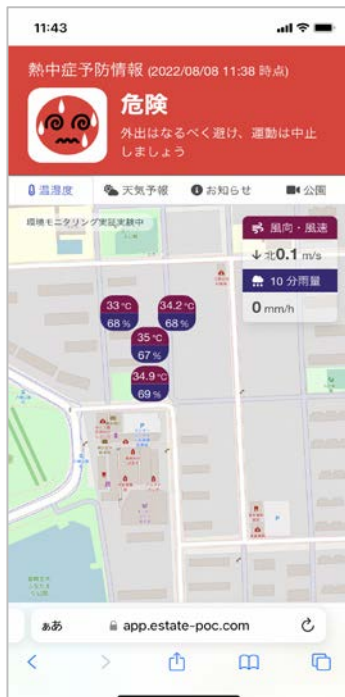 11:43
熱中症予防情報 (2022/08/08 11:38 時点)
危険
外出はなるべく避け、運動は中止
しましょう
温湿度
天気予報
お知らせ
公園
環境モニタリング実証実験中
風向・風速
北0.1 m/s
10 分雨量
0 mm/h
33 ℃
68 %
34.2 ℃
68 %
35 ℃
67 %
34.9 ℃
69 %
ぁあ
app.estate-poc.com